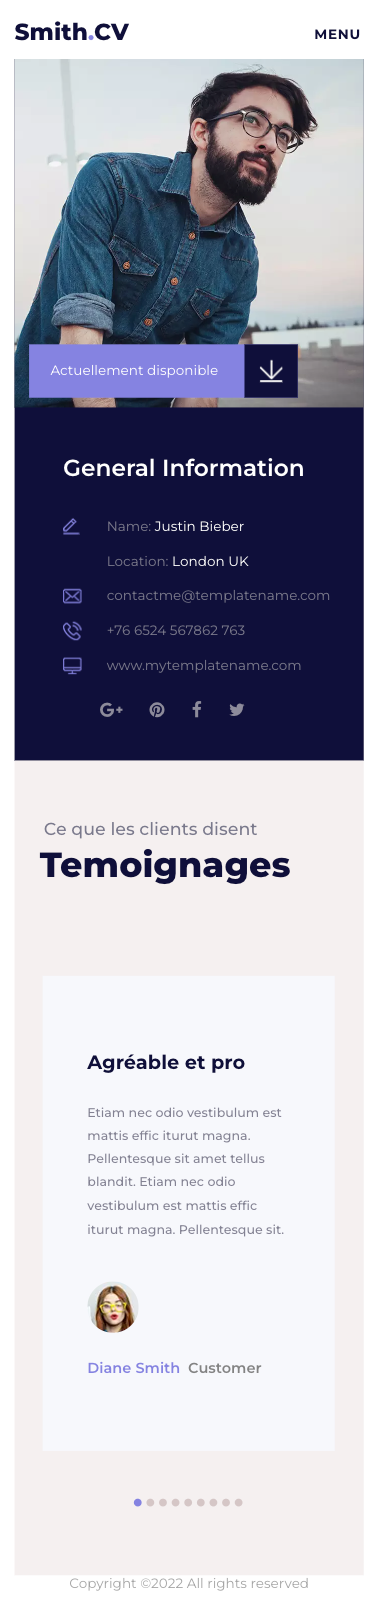 Smith.CV
MENU
Actuellement disponible
General Information
Name: Justin Bieber
Location: London UK
contactme@templatename.com
+76 6524 567862 763
www.mytemplatename.com
Ce que les clients disent
Temoignages
Agréable et pro
Etiam nec odio vestibulum est
mattis effic iturut magna.
Pellentesque sit amet tellus
blandit. Etiam nec odio
vestibulum est mattis effic
iturut magna. Pellentesque sit.
Diane Smith Customer
Copyright ©2022 All rights reserved